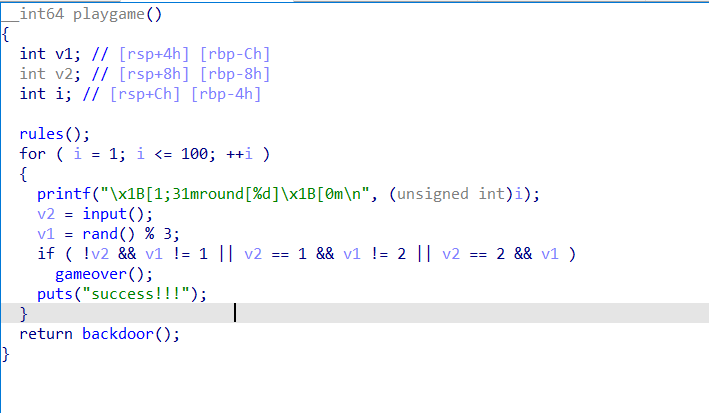 __int64 playgame()
{
  int v1; // [rsp+4h] [rbp-Ch]
  int v2; // [rsp+8h] [rbp-8h]
  int i; // [rsp+Ch] [rbp-4h]

  rules();
  for ( i = 1; i <= 100; ++i )
  {
    printf("\x1B[1;31mround[%d]\x1B[0m\n", (unsigned int)i);
    v2 = input();
    v1 = rand() % 3;
    if ( !v2 && v1 != 1 || v2 == 1 && v1 != 2 || v2 == 2 && v1 )
      gameover();
    puts("success!!!");
  }
  return backdoor();
}